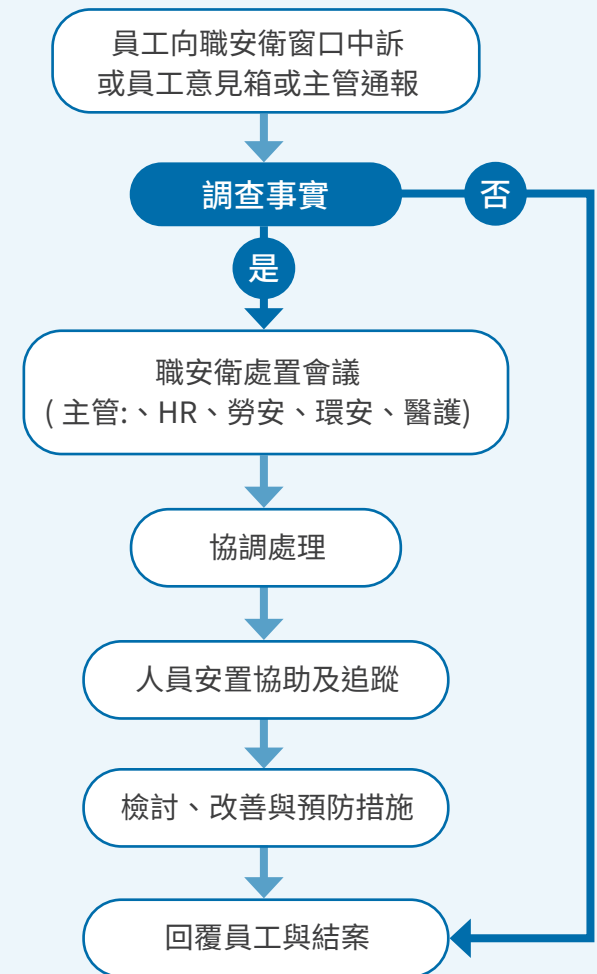 員工向職安衛窗口中訴
或員工意見箱或主管通報
調查事實
否
是
職安衛處置會議
( 主管:、HR、勞安、環安、醫護)
協調處理
人員安置協助及追蹤
檢討、改善與預防措施
回覆員工與結案